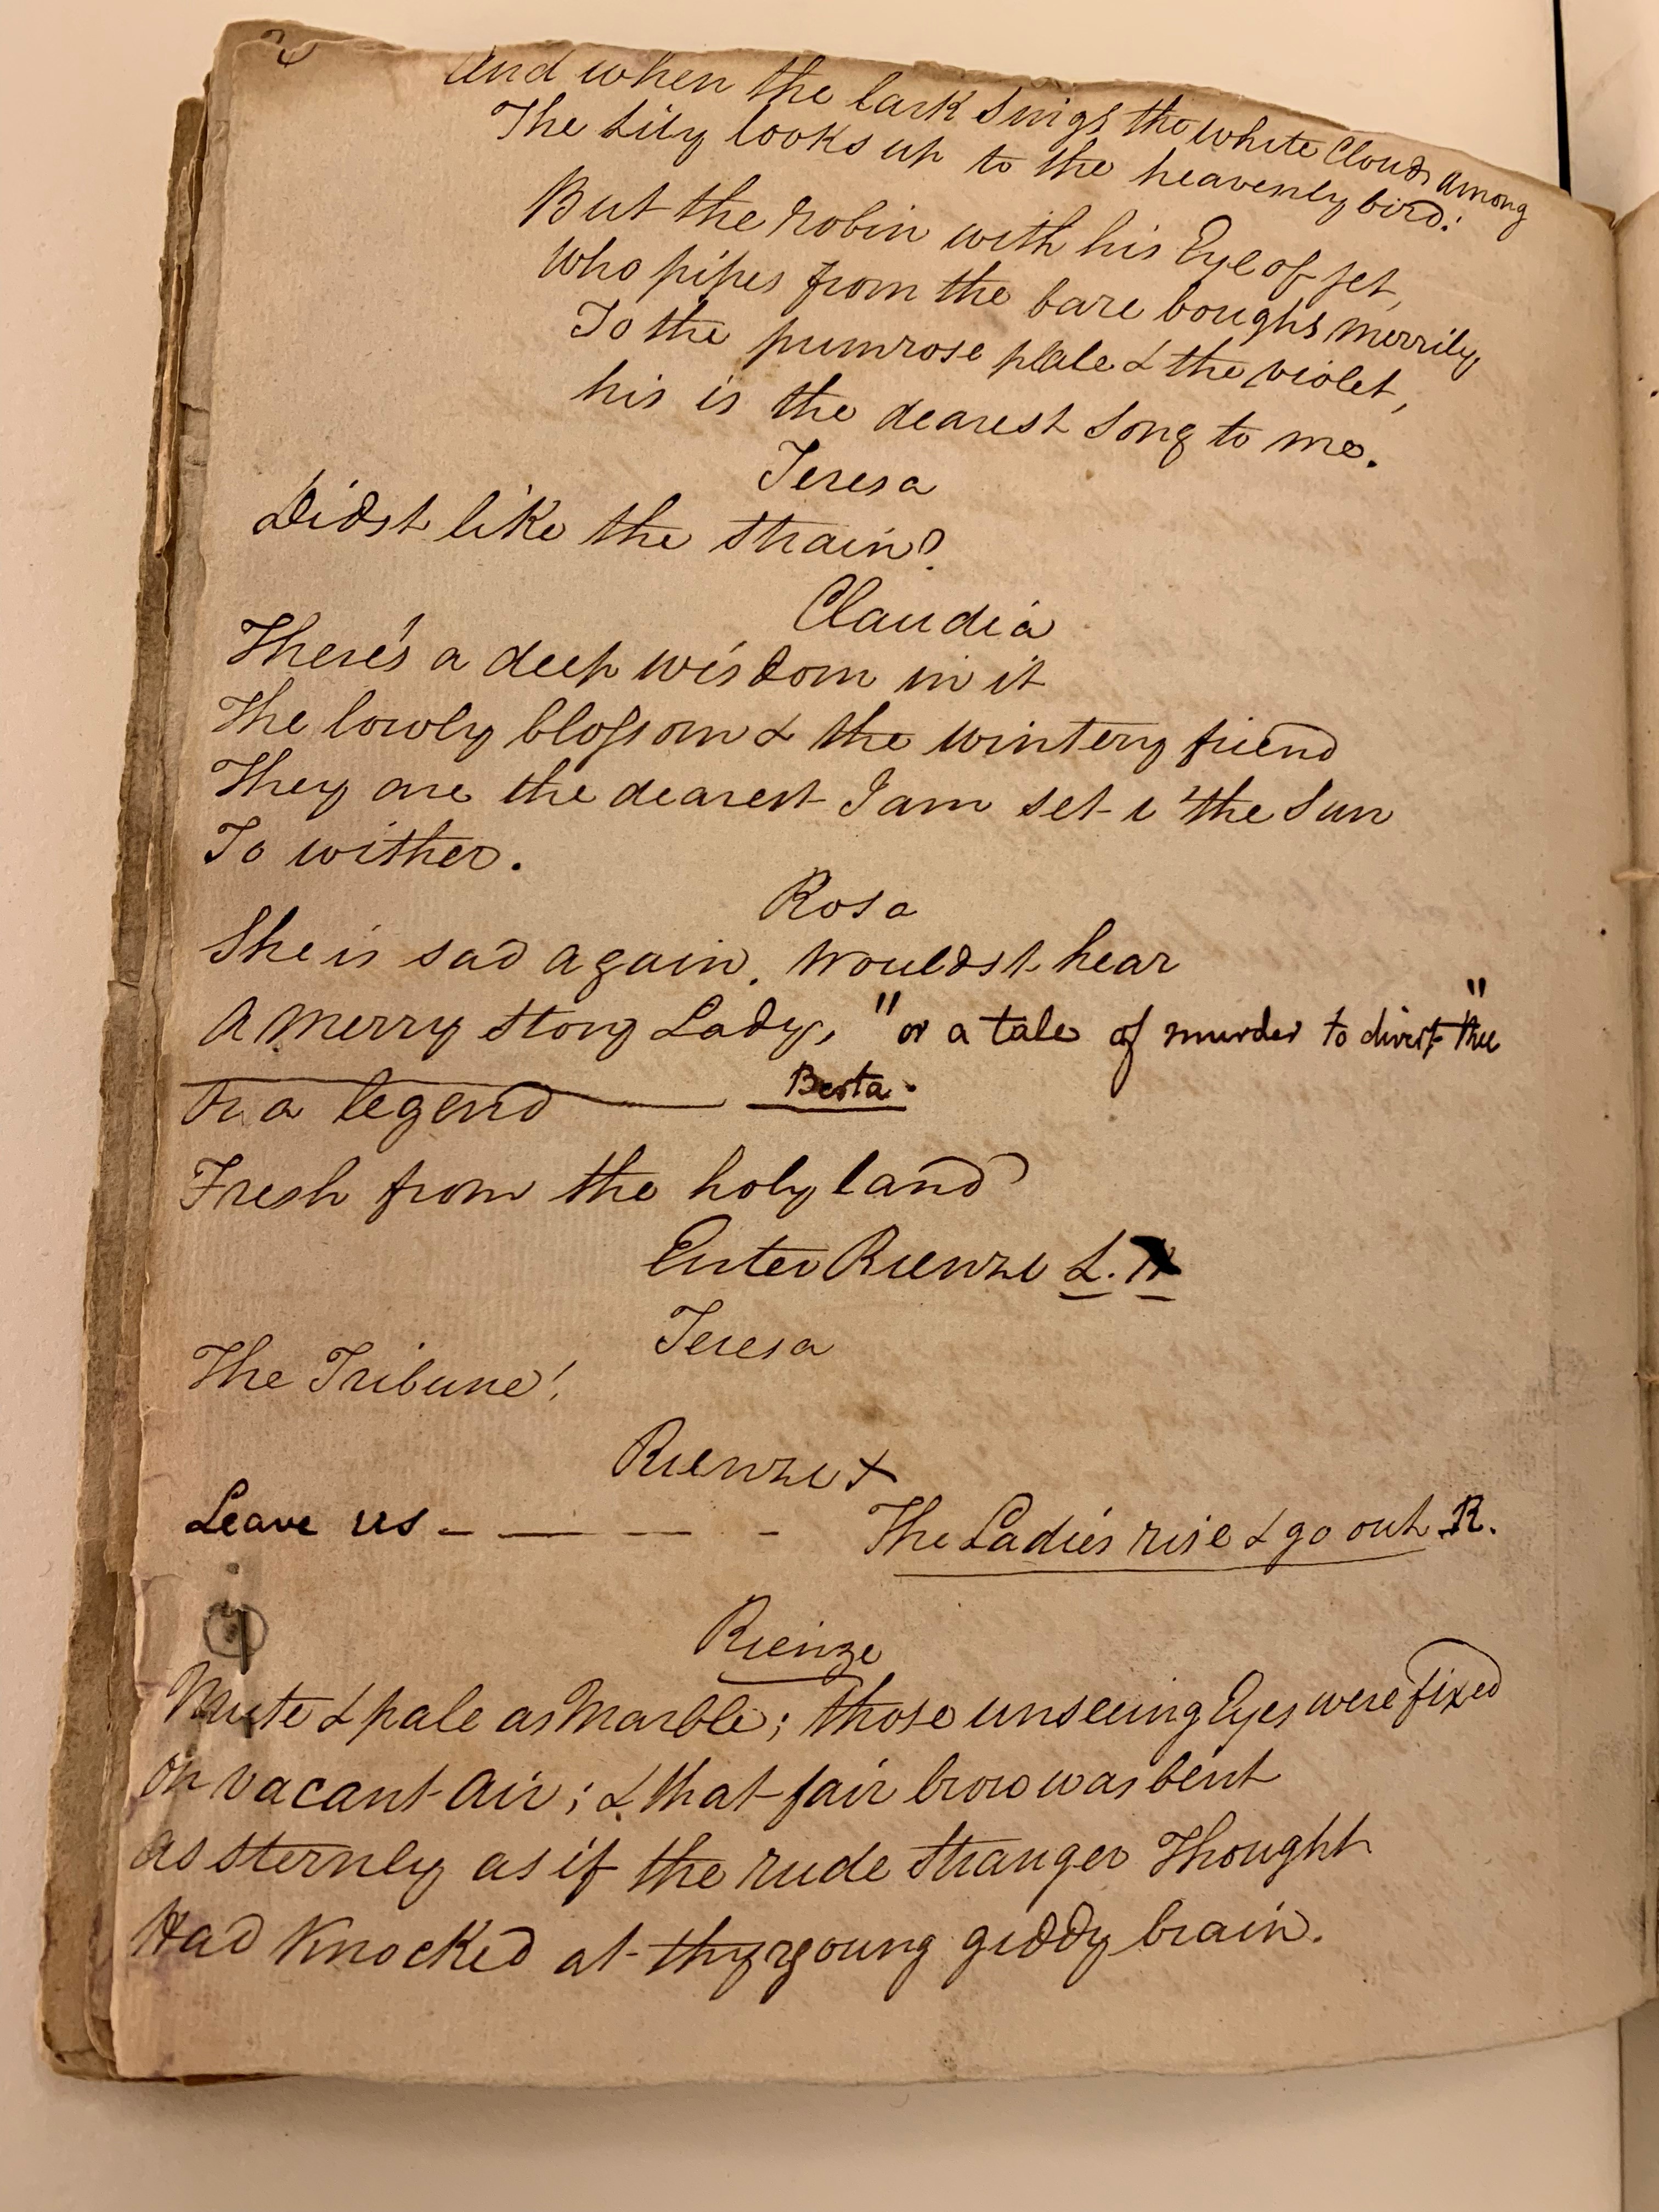 And when the lark sings the white Clouds among
The Lily looks up to the heavenly bird:
But the robin with his Eye of jet,
Who pipes from the bare boughs merrily
To the primrose pale & the violet,
his is the dearest song to me.
Teresa
Didst like the strain?
Claudia
There's a deep wisdom in it
The lowly blossom & the wintery friend
They are the dearest I am set i'the Sun
To wither.
Rosa
She is sad again. Wouldst hear
A merry story Lady, "or a tale of murder to divert thee"
Or a legend Berta.
Fresh from the holy land
Enter Rienzi L.
Teresa
The Tribune!
Rienzi X
Leave us - — — - The Ladies rise & go out R.
Rienzi
Mute & pale as Marble; those unseeing Eyes were fixed
On vacant Air; & that fair brow was bent
As sternly as if the rude stranger Thought
Had Knocked at thy young giddy brain.